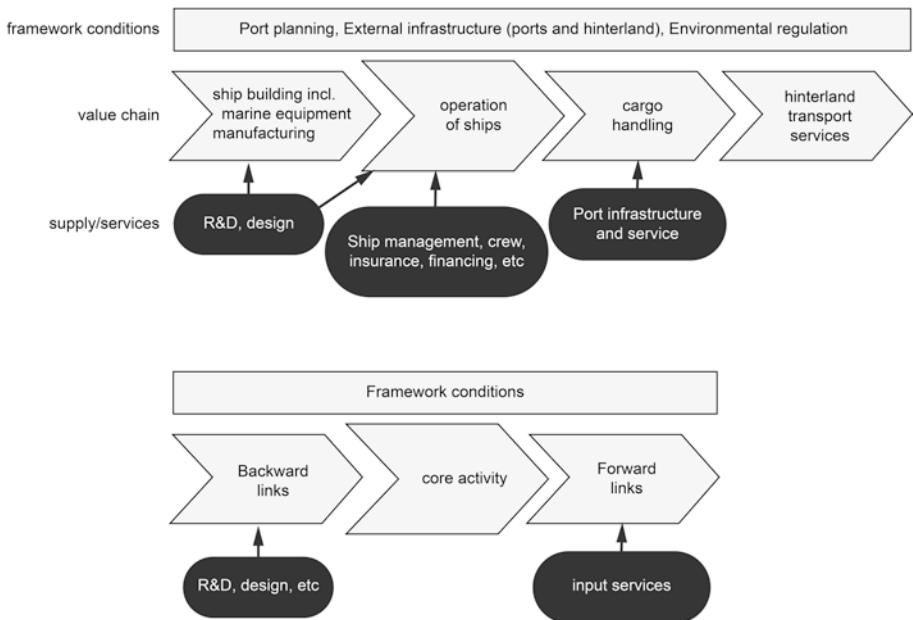 framework conditions
Port planning, External infrastructure (ports and hinterland), Environmental regulation
value chain
ship building incl.
marine equipment
manufacturing
operation
of ships
cargo
handling
hinterland
transport
services
supply/services
R&D, design
Ship management, crew,
insurance, financing, etc
Port infrastructure
and service
Framework conditions
Backward
links
core activity
Forward
links
R&D, design, etc
input services